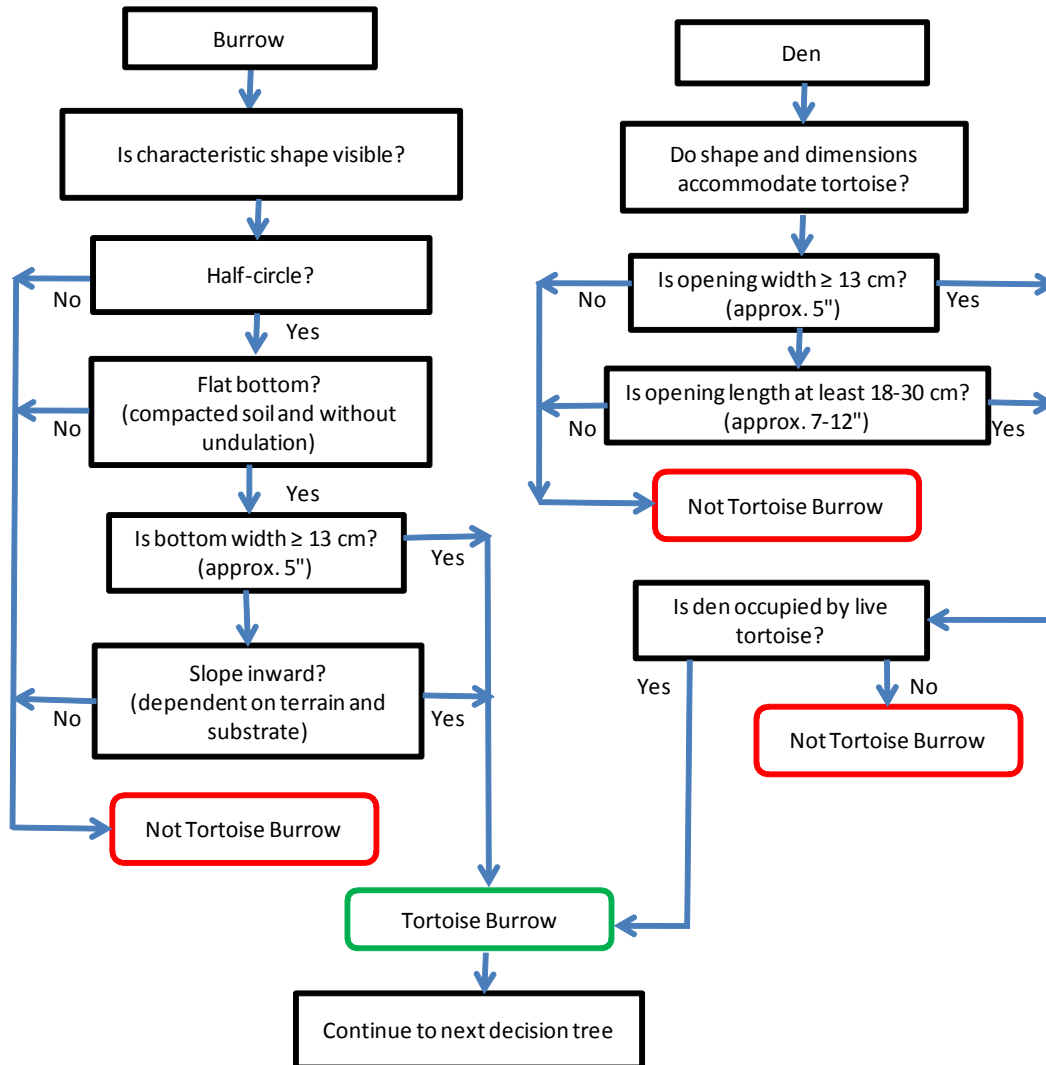 Burrow
Is characteristic shape visible?
Half-circle?
No
Yes
Flat bottom?
(compacted soil and without
undulation)
No
Yes
Is bottom width ≥ 13 cm?
(approx. 5")
Yes
Slope inward?
(dependent on terrain and
substrate)
No
Yes
Not Tortoise Burrow
Den
Do shape and dimensions
accommodate tortoise?
Is opening width ≥ 13 cm?
(approx. 5")
No
Yes
Is opening length at least 18-30 cm?
(approx. 7-12")
No
Yes
Not Tortoise Burrow
Is den occupied by live
tortoise?
Yes
No
Not Tortoise Burrow
Tortoise Burrow
Continue to next decision tree